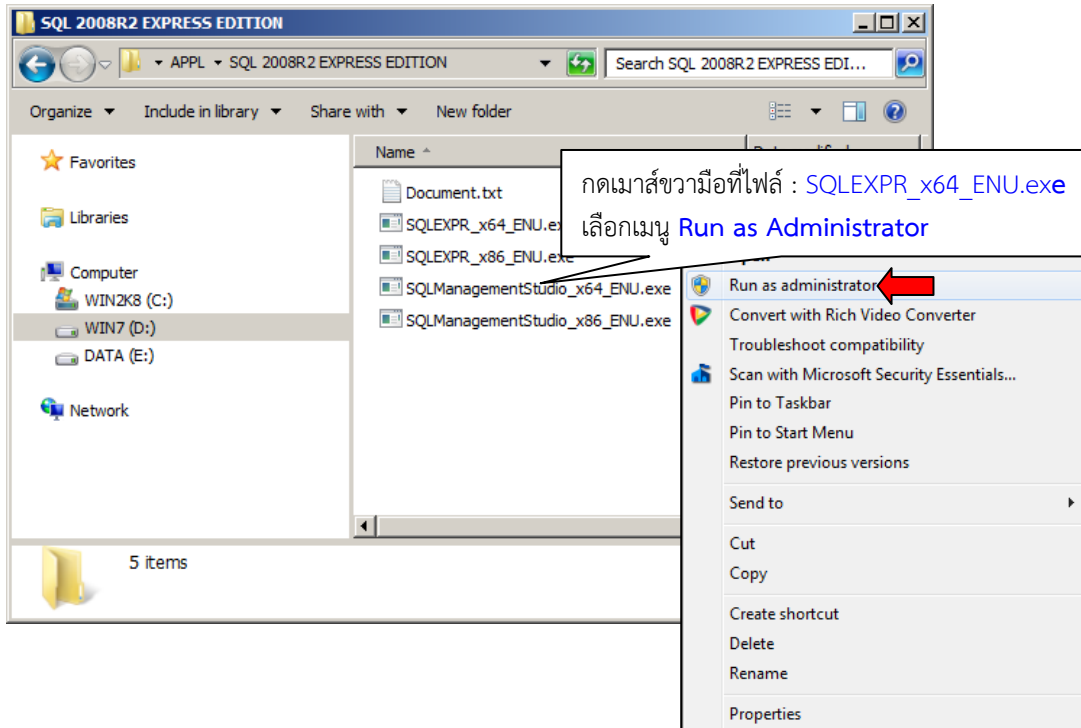 SQL 2008R2 EXPRESS EDITION
APPL SQL 2008R2 EXPRESS EDITION
Search SQL 2008R2 EXPRESS EDI...
Organize Include in library Share with New folder
Favorites
Libraries
Computer
WIN2K8 (C:)
WIN7 (D:)
DATA (E:)
Network
Name
Document.txt
SQLEXPR_x64_ENU.ex
SQLEXPR_x86_ENU.exe
SQLManagementStudio_x64_ENU.exe
SQLManagementStudio_x86_ENU.exe
กดเมาส์ขวามือที่ไฟล์ : SQLEXPR_x64_ENU.exe
เลือกเมนู Run as Administrator
Run as administrator
Convert with Rich Video Converter
Troubleshoot compatibility
Scan with Microsoft Security Essentials...
Pin to Taskbar
Pin to Start Menu
Restore previous versions
Send to
Cut
Copy
Create shortcut
Delete
Rename
Properties
5 items